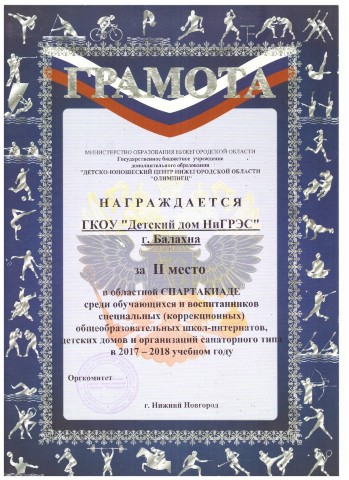 ГРАМОТА
МИНИСТЕРСТВО ОБРАЗОВАНИЯ НИЖЕГОРОДСКОЙ ОБЛАСТИ
Государственное бюджетное учреждение
дополнительного образования
"ДЕТСКО-ЮНОШЕСКИЙ ЦЕНТР НИЖЕГОРОДСКОЙ ОБЛАСТИ
"ОЛИМПИЕЦ"
НАГРАЖДАЕТСЯ
ГКОУ "Детский дом НиГРЭС"
г. Балахна
за II место
в областной СПАРТАКИАДЕ
среди обучающихся и воспитанников
специальных (коррекционных)
общеобразовательных школ-интернатов,
детских домов и организаций санаторного типа
в 2017 – 2018 учебном году
Оргкомитет
г. Нижний Новгород